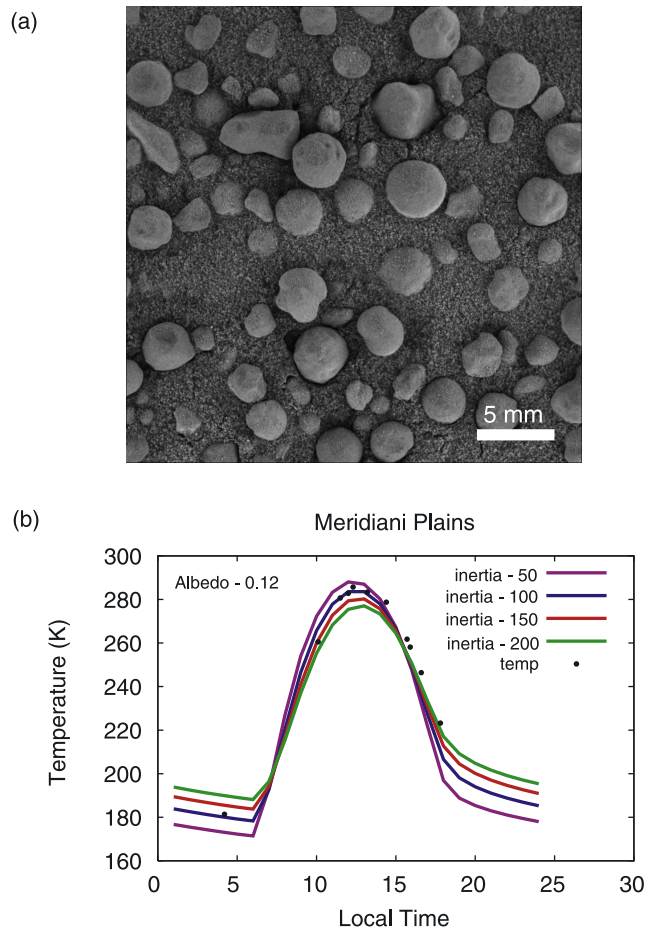 (a)
5 mm
(b)
Meridiani Plains
Albedo - 0.12
inertia - 50
inertia - 100
inertia - 150
inertia - 200
temp
Temperature (K)
300
280
260
240
220
200
180
160
0 5 10 15 20 25 30
Local Time